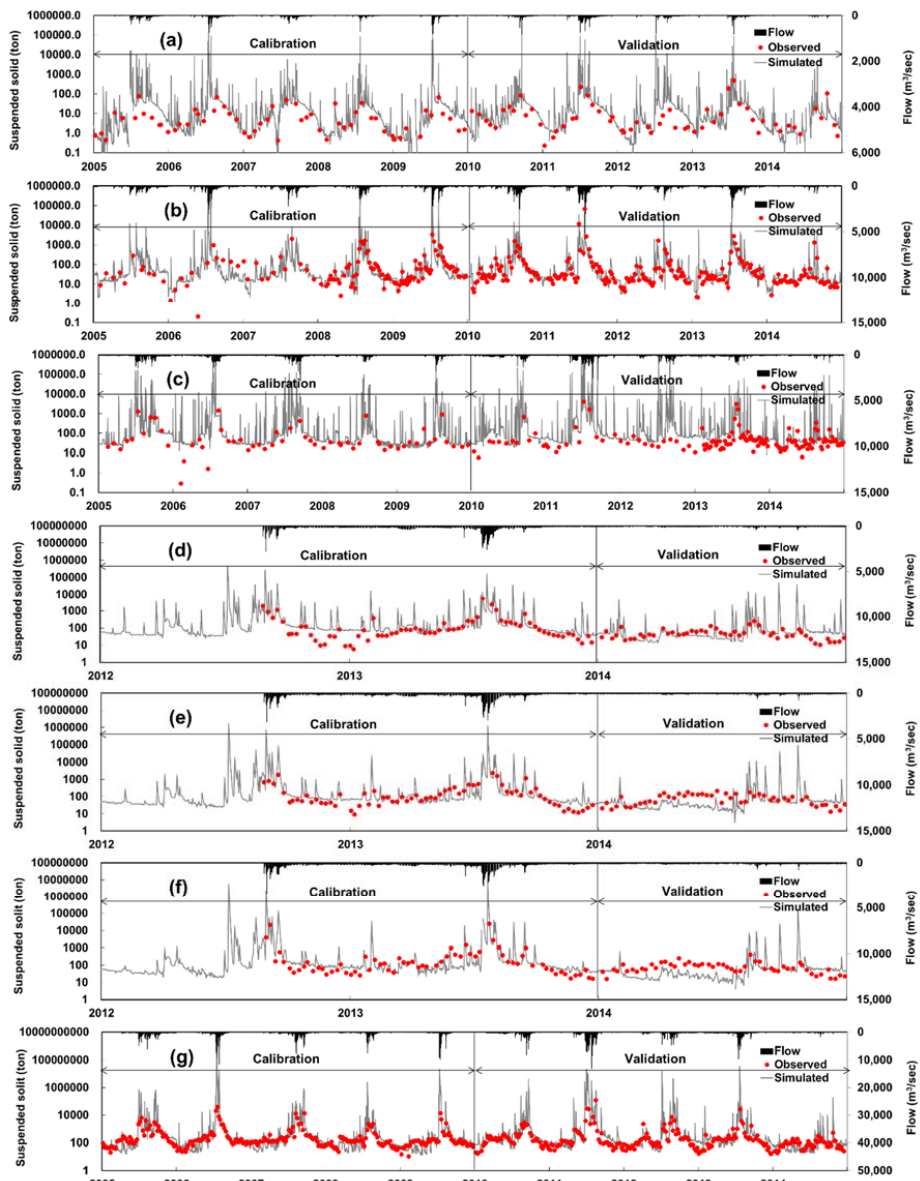 1000000.0 0
(a) Flow
100000.0 Calibration Validation Observed
10000.0 Simulated 2,000
1000.0
100.0 4,000
10.0
1.0
0.1 6,000
Suspended solid (ton)
Flow (m³/sec)
2005 2006 2007 2008 2009 2010 2011 2012 2013 2014
1000000.0 0
(b) Flow
100000.0 Calibration Validation Observed
10000.0 Simulated 5,000
1000.0
100.0
10.0 10,000
1.0
0.1 15,000
Suspended solid (ton)
Flow (m³/sec)
2005 2006 2007 2008 2009 2010 2011 2012 2013 2014
1000000.0 0
(c) Flow
100000.0 Calibration Validation Observed
10000.0 Simulated 5,000
1000.0
100.0
10.0 10,000
1.0
0.1 15,000
Suspended solid (ton)
Flow (m³/sec)
2005 2006 2007 2008 2009 2010 2011 2012 2013 2014
100000000 0
(d) Flow
10000000 Calibration Validation Observed
1000000 Simulated 5,000
100000
10000
1000 10,000
100
10
1 15,000
Suspended solid (ton)
Flow (m³/sec)
2012 2013 2014
100000000 0
(e) Flow
10000000 Calibration Validation Observed
1000000 Simulated 5,000
100000
10000
1000 10,000
100
10
1 15,000
Suspended solid (ton)
Flow (m³/sec)
2012 2013 2014
100000000 0
(f) Flow
10000000 Calibration Validation Observed
1000000 Simulated 5,000
100000
10000
1000 10,000
100
10
1 15,000
Suspended solit (ton)
Flow (m³/sec)
2012 2013 2014
10000000000 0
(g) Flow
100000000 Calibration Validation Observed 10,000
Simulated
1000000 20,000
10000 30,000
100 40,000
1 50,000
Suspended solit (ton)
Flow (m³/sec)